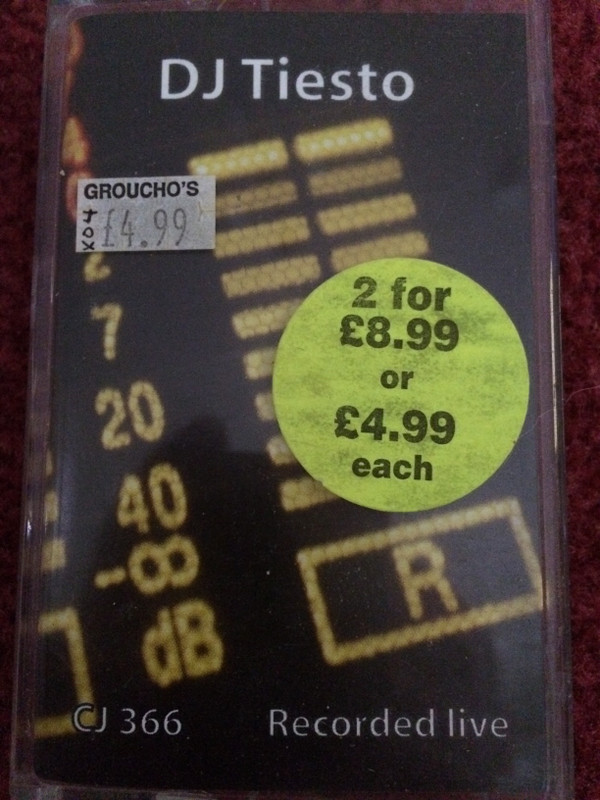 DJ Tiesto
GROUCHO'S
X04 £4.99
2 for
£8.99
or
£4.99
each
7
20
40
-∞
dB
R
CJ 366
Recorded live